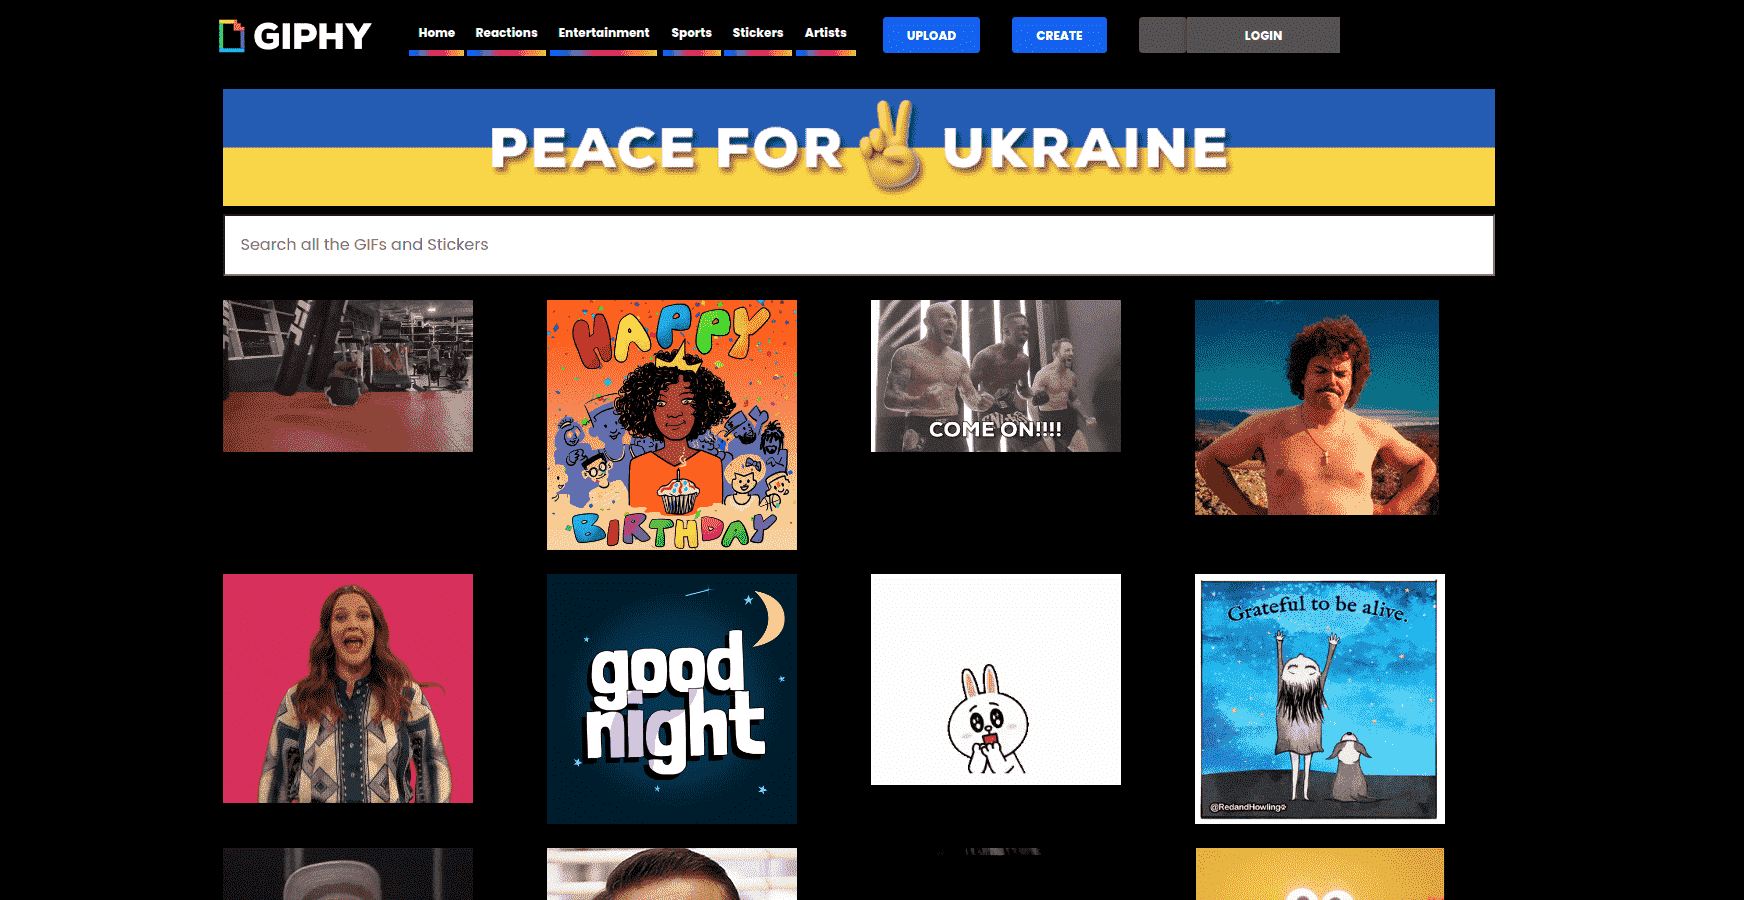 GIPHY
Home Reactions Entertainment Sports Stickers Artists UPLOAD CREATE LOGIN
PEACE FOR UKRAINE
Search all the GIFs and Stickers
HAPPY
BIRTHDAY
COME ON!!!!
good
night
Grateful to be alive.
@RedandHowling